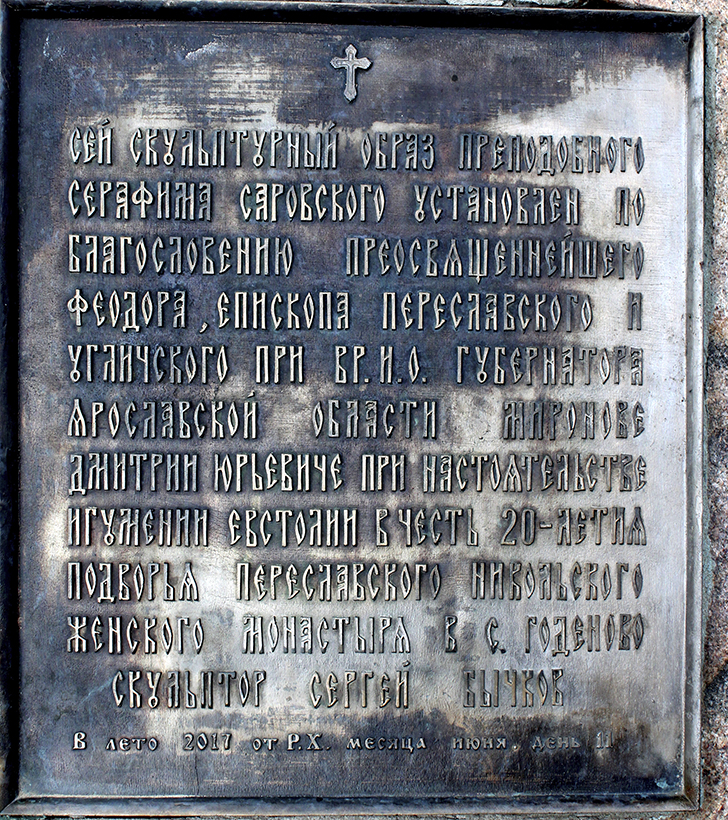 СЕЙ СКУЛЬПТУРНЫЙ ОБРАЗ ПРЕПОДОБНОГО
СЕРАФИМА САРОВСКОГО УСТАНОВЛЕН ПО
БЛАГОСЛОВЕНИЮ ПРЕОСВЯЩЕННЕЙШЕГО
ФЕОДОРА, ЕПИСКОПА ПЕРЕСЛАВСКОГО И
УГЛИЧСКОГО ПРИ ВР.И.О. ГУБЕРНАТОРА
ЯРОСЛАВСКОЙ ОБЛАСТИ МИРОНОВЕ
ДМИТРИИ ЮРЬЕВИЧЕ ПРИ НАСТОЯТЕЛЬСТВЕ
ИГУМЕНИИ ЕВСТОЛИИ В ЧЕСТЬ 20-ЛЕТИЯ
ПОДВОРЬЯ ПЕРЕСЛАВСКОГО НИКОЛЬСКОГО
ЖЕНСКОГО МОНАСТЫРЯ В С. ГОДЕНОВО
СКУЛЬПТОР СЕРГЕЙ БЫЧКОВ
В ЛЕТО 2017 ОТ Р.Х. МЕСЯЦА ИЮНЯ. ДЕНЬ 11